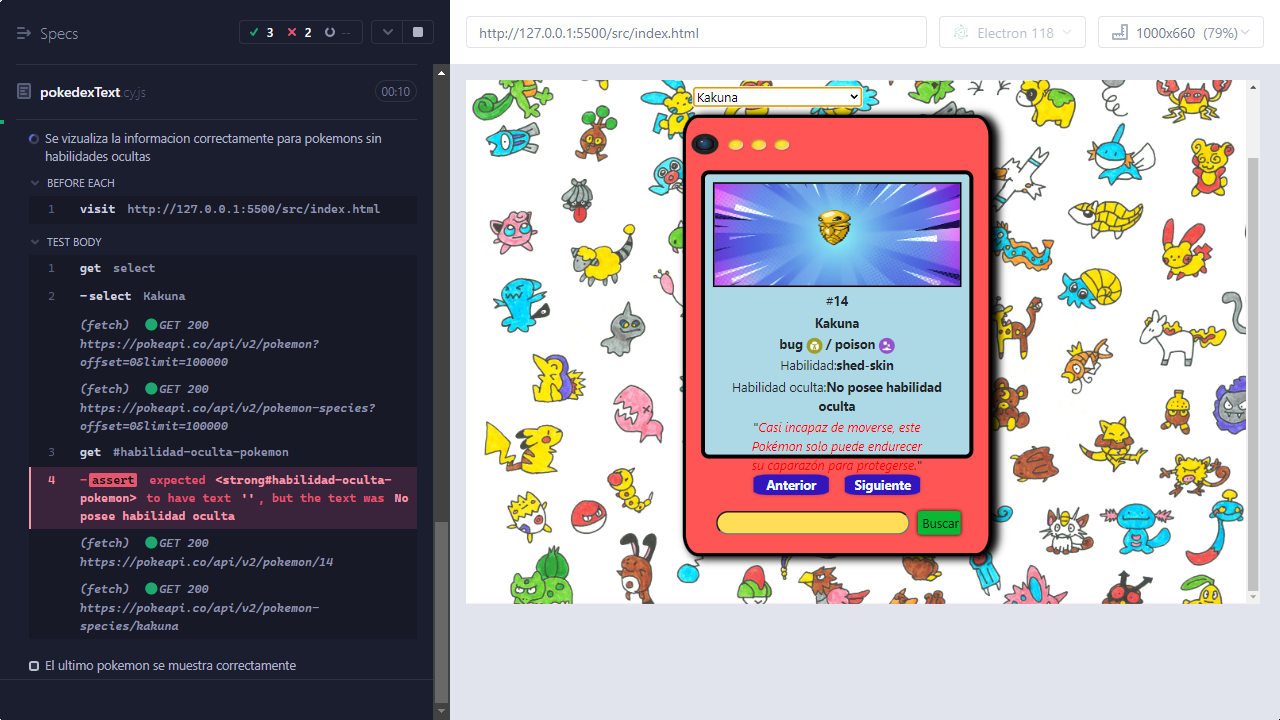 Specs
3
2
--
pokedexText.cy.js
00:10
Se vizualiza la informacion correctamente para pokemons sin
habilidades ocultas
BEFORE EACH
1 visit http://127.0.0.1:5500/src/index.html
TEST BODY
1 get select
2 -select Kakuna
(fetch) GET 200
https://pokeapi.co/api/v2/pokemon?
offset=0&limit=100000
(fetch) GET 200
https://pokeapi.co/api/v2/pokemon-species?
offset=0&limit=100000
3 get #habilidad-oculta-pokemon
4 -assert expected <strong#habilidad-oculta-
pokemon> to have text '', but the text was No
posee habilidad oculta
(fetch) GET 200
https://pokeapi.co/api/v2/pokemon/14
(fetch) GET 200
https://pokeapi.co/api/v2/pokemon-
species/kakuna
El ultimo pokemon se muestra correctamente
http://127.0.0.1:5500/src/index.html
Electron 118
1000x660 (79%)
Kakuna
#14
Kakuna
bug / poison
Habilidad:shed-skin
Habilidad oculta:No posee habilidad
oculta
"Casi incapaz de moverse, este
Pokémon solo puede endurecer
su caparazón para protegerse."
Anterior Siguiente
Buscar